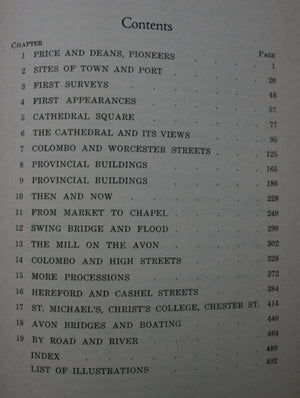 Contents
CHAPTER PAGE
1 PRICE AND DEANS, PIONEERS . 1
2 SITES OF TOWN AND PORT . . . 20
3 FIRST SURVEYS . . . . 48
4 FIRST APPEARANCES . . . . 57
5 CATHEDRAL SQUARE . . . . 77
6 THE CATHEDRAL AND ITS VIEWS . . 95
7 COLOMBO AND WORCESTER STREETS . . 125
8 PROVINCIAL BUILDINGS . . . 165
9 PROVINCIAL BUILDINGS . . . 186
10 THEN AND NOW . . . . 228
11 FROM MARKET TO CHAPEL . . . 249
12 SWING BRIDGE AND FLOOD . . . 290
13 THE MILL ON THE AVON . . . 302
14 COLOMBO AND HIGH STREETS . . . 328
15 MORE PROCESSIONS . . . . 372
16 HEREFORD AND CASHEL STREETS . . 384
17 ST. MICHAEL'S, CHRIST'S COLLEGE, CHESTER ST. 414
18 AVON BRIDGES AND BOATING . . . 440
19 BY ROAD AND RIVER . . . . 464
INDEX . . . . . 489
LIST OF ILLUSTRATIONS . . . 492